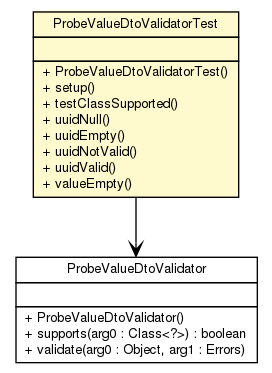 ProbeValueDtoValidatorTest
+ ProbeValueDtoValidatorTest()
+ setup()
+ testClassSupported()
+ uuidNull()
+ uuidEmpty()
+ uuidNotValid()
+ uuidValid()
+ valueEmpty()
ProbeValueDtoValidator
+ ProbeValueDtoValidator()
+ supports(arg0 : Class<?>) : boolean
+ validate(arg0 : Object, arg1 : Errors)